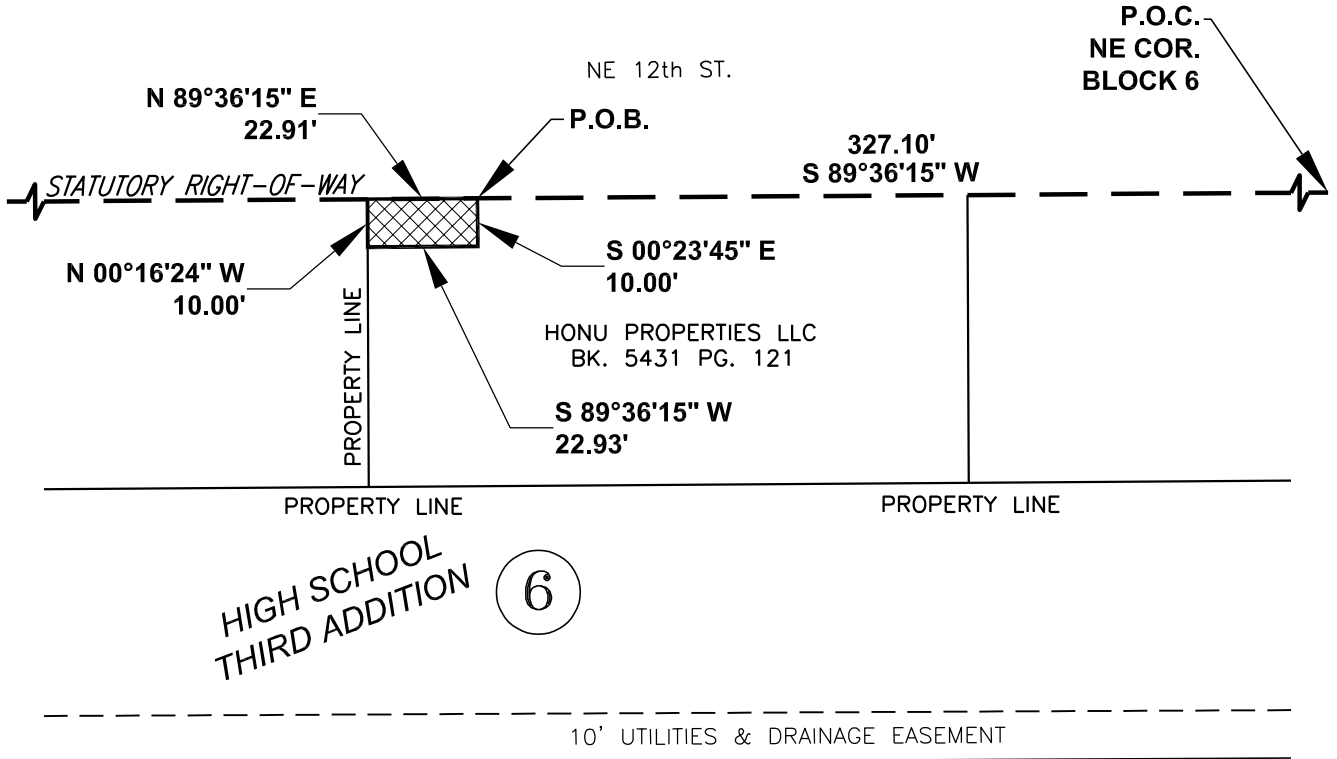 P.O.C.
NE COR.
BLOCK 6
NE 12th ST.
N 89°36'15" E
22.91'
P.O.B.
327.10'
S 89°36'15" W
STATUTORY RIGHT-OF-WAY
N 00°16'24" W
10.00'
S 00°23'45" E
10.00'
PROPERTY LINE
HONU PROPERTIES LLC
BK. 5431 PG. 121
S 89°36'15" W
22.93'
PROPERTY LINE
PROPERTY LINE
HIGH SCHOOL
THIRD ADDITION
6
10' UTILITIES & DRAINAGE EASEMENT